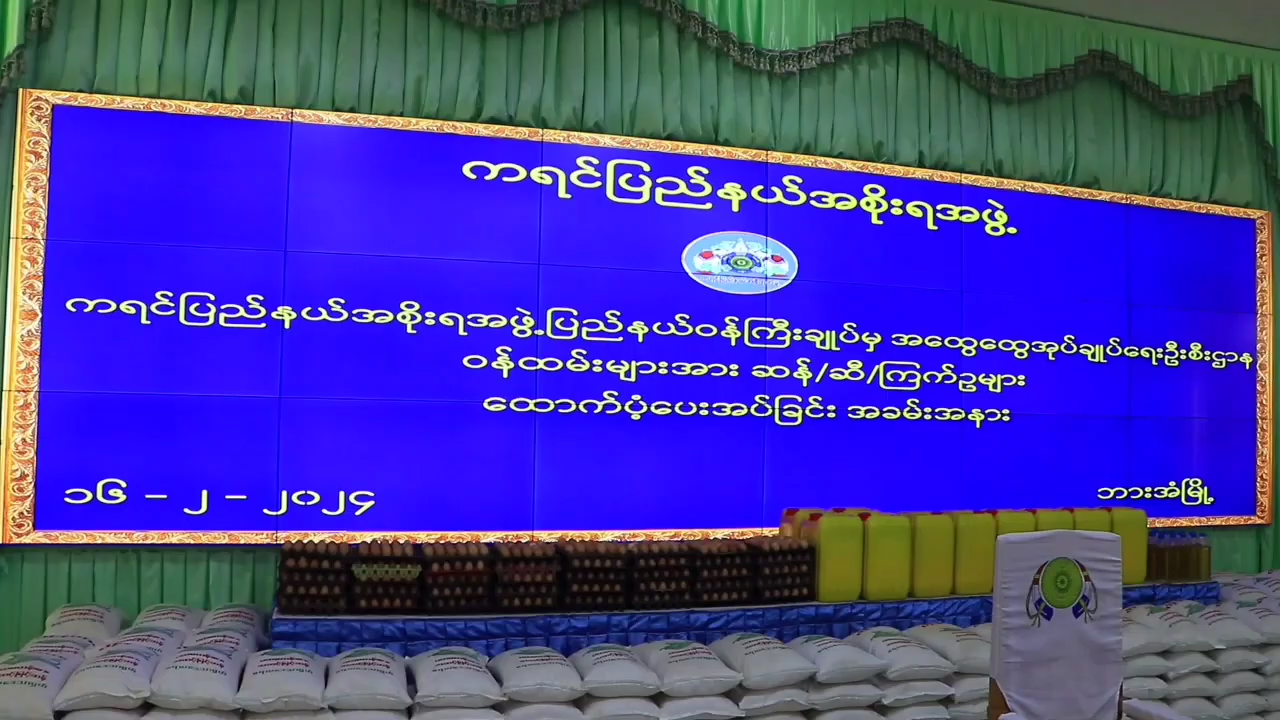 ကရင်ပြည်နယ်အစိုးရအဖွဲ့
ကရင်ပြည်နယ်အစိုးရအဖွဲ့ ပြည်နယ်ဝန်ကြီးချုပ်မှ အထွေထွေအုပ်ချုပ်ရေးဦးစီးဌာန
ဝန်ထမ်းများအား ဆန်/ဆီ/ကြက်ဥများ
ထောက်ပံ့ပေးအပ်ခြင်း အခမ်းအနား
၁၆ – ၂ – ၂၀၂၄
ဘားအံမြို့